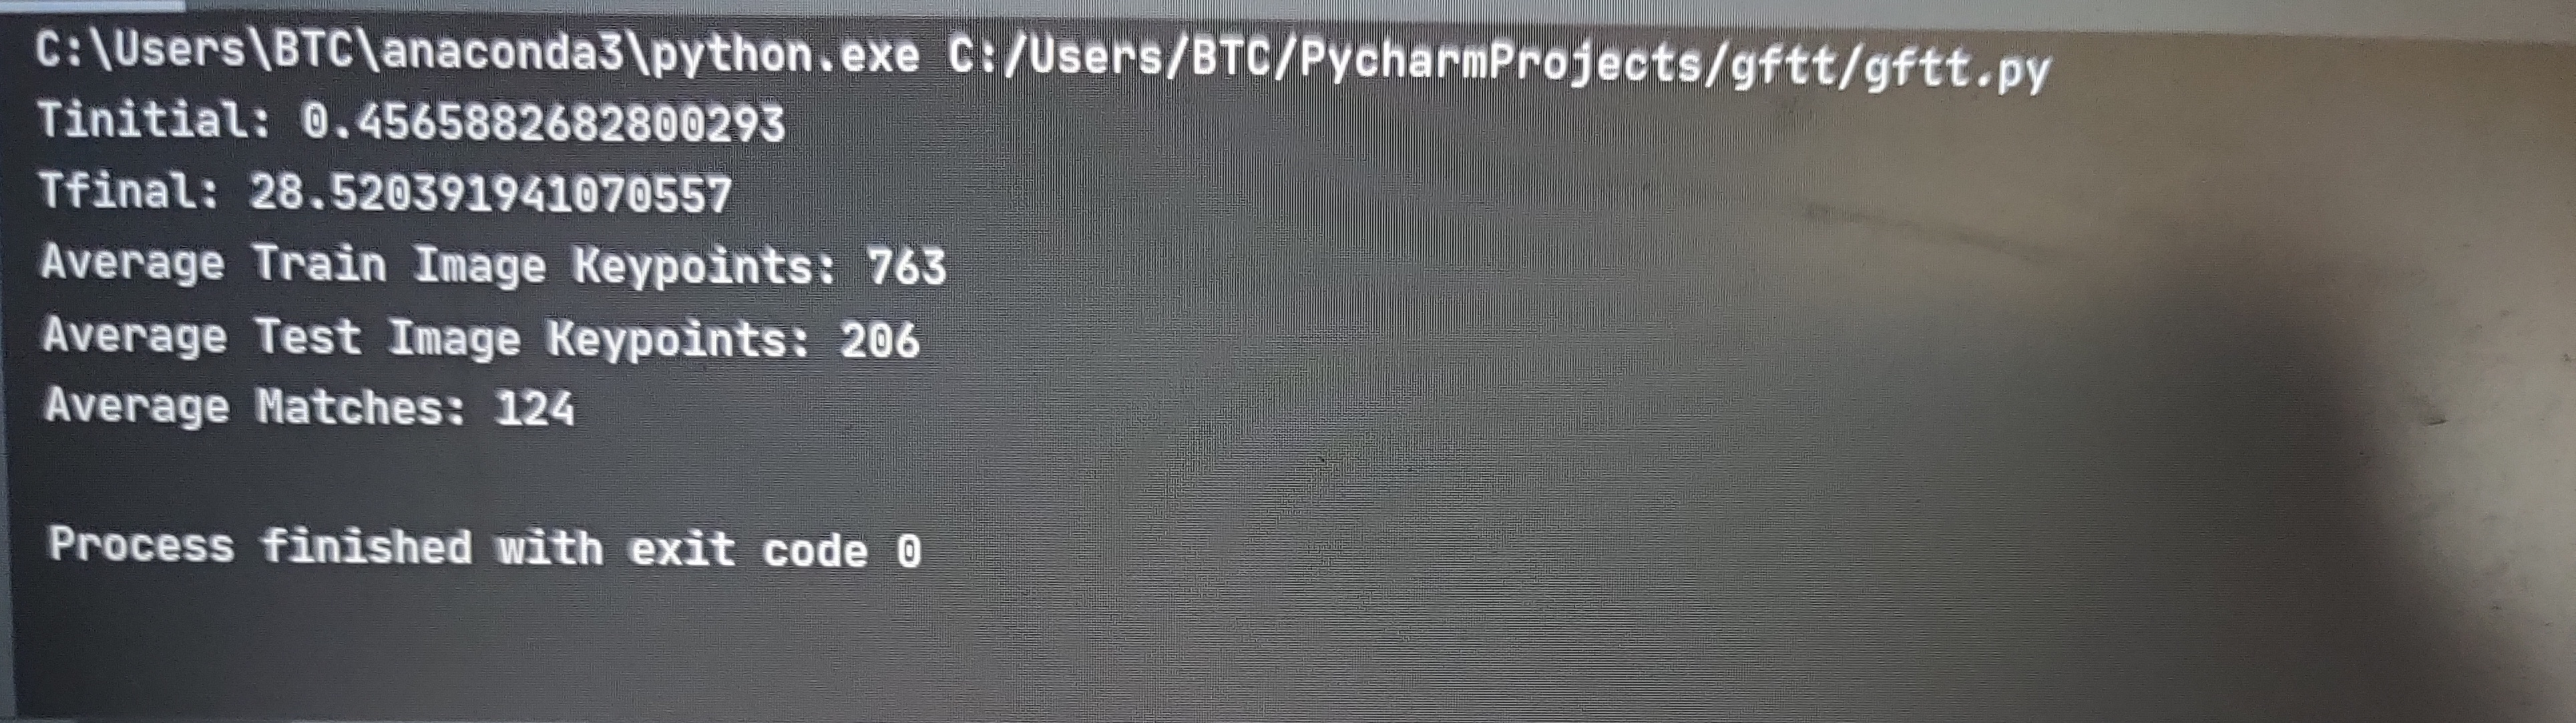 C:\Users\BTC\anaconda3\python.exe C:/Users/BTC/PycharmProjects/gftt/gftt.py
Tinitial: 0.4565882682800293
Tfinal: 28.520391941070557
Average Train Image Keypoints: 763
Average Test Image Keypoints: 206
Average Matches: 124
Process finished with exit code 0